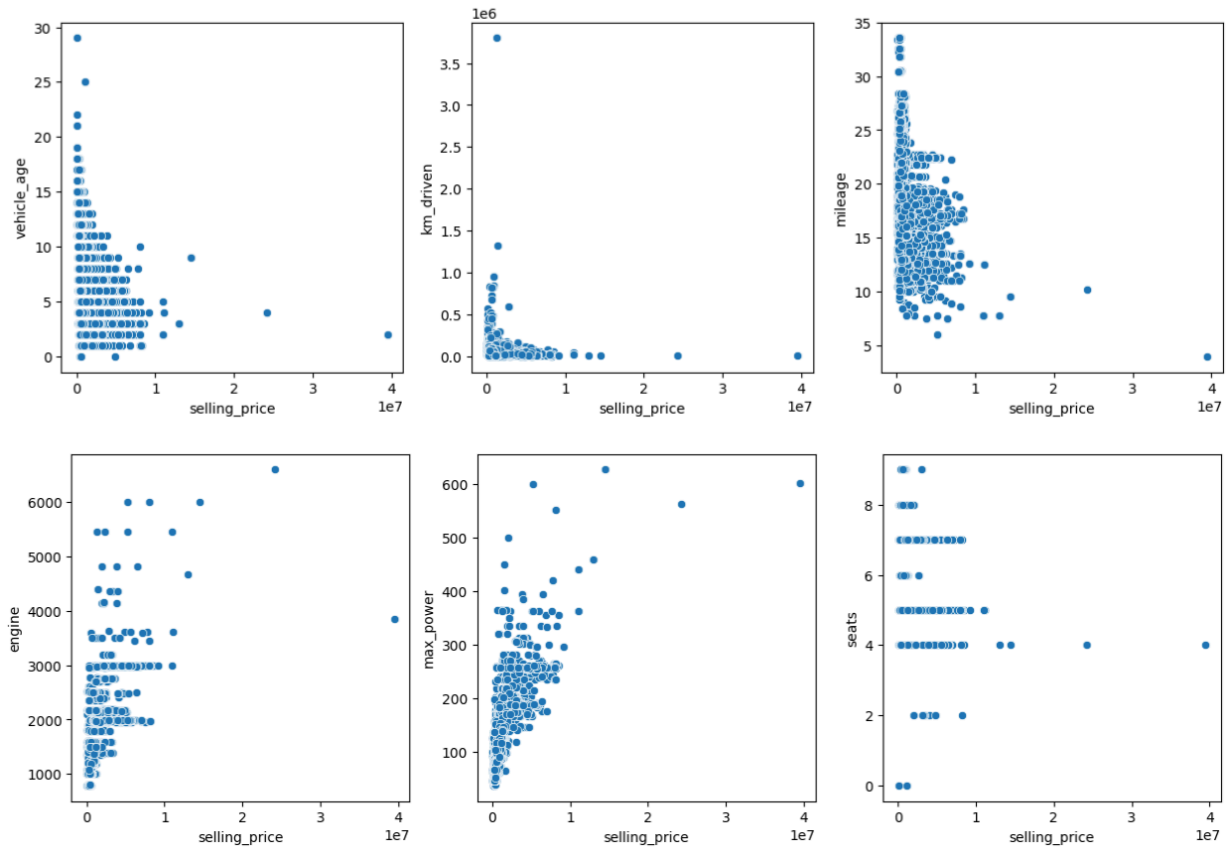 1e6
30
25
20
15
10
5
0
vehicle_age
0 1 2 3 4
1e7
selling_price
3.5
3.0
2.5
2.0
1.5
1.0
0.5
0.0
km_driven
0 1 2 3 4
1e7
selling_price
35
30
25
20
15
10
5
mileage
0 1 2 3 4
1e7
selling_price
6000
5000
4000
3000
2000
1000
engine
0 1 2 3 4
1e7
selling_price
600
500
400
300
200
100
max_power
0 1 2 3 4
1e7
selling_price
8
6
4
2
0
seats
0 1 2 3 4
1e7
selling_price